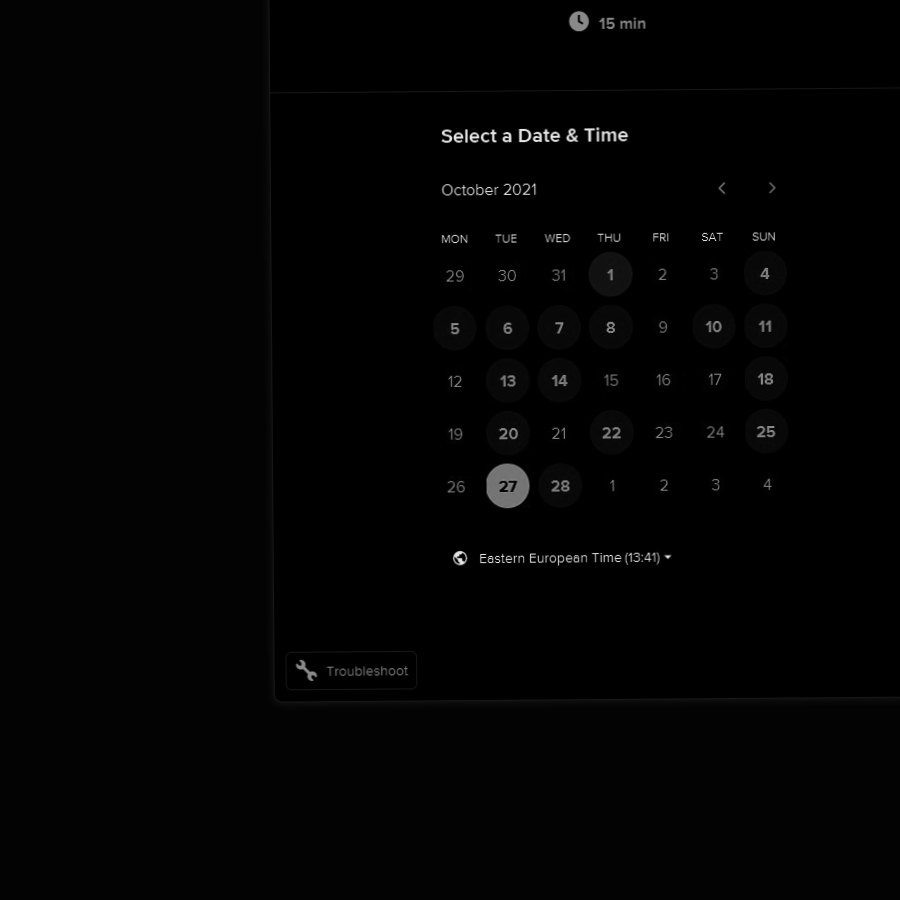 15 min
Select a Date & Time
October 2021
MON TUE WED THU FRI SAT SUN
29 30 31 1 2 3 4
5 6 7 8 9 10 11
12 13 14 15 16 17 18
19 20 21 22 23 24 25
26 27 28 1 2 3 4
Eastern European Time (13:41)
Troubleshoot